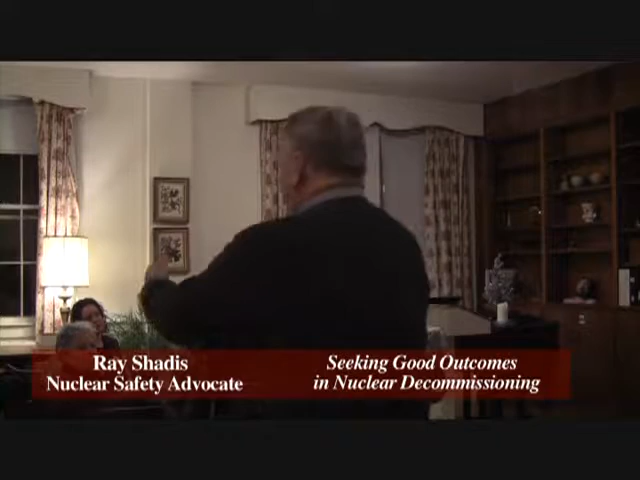 Ray Shadis
Nuclear Safety Advocate
Seeking Good Outcomes
in Nuclear Decommissioning